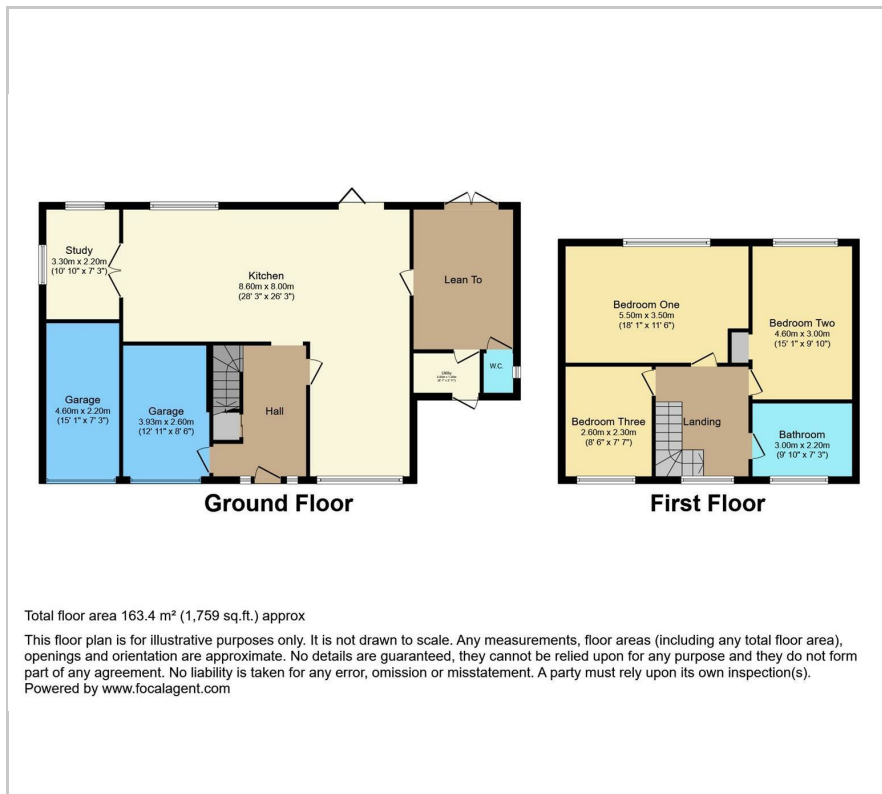 Study
3.30m x 2.20m
(10' 10" x 7' 3")
Kitchen
8.60m x 8.00m
(28' 3" x 26' 3")
Lean To
Garage
4.60m x 2.20m
(15' 1" x 7' 3")
Garage
3.93m x 2.60m
(12' 11" x 8' 6")
Hall
Utility
W.C.
Ground Floor
Bedroom One
5.50m x 3.50m
(18' 1" x 11' 6")
Bedroom Two
4.60m x 3.00m
(15' 1" x 9' 10")
Bedroom Three
2.60m x 2.30m
(8' 6" x 7' 7")
Landing
Bathroom
3.00m x 2.20m
(9' 10" x 7' 3")
First Floor
Total floor area 163.4 m² (1,759 sq.ft.) approx
This floor plan is for illustrative purposes only. It is not drawn to scale. Any measurements, floor areas (including any total floor area),
openings and orientation are approximate. No details are guaranteed, they cannot be relied upon for any purpose and they do not form
part of any agreement. No liability is taken for any error, omission or misstatement. A party must rely upon its own inspection(s).
Powered by www.focalagent.com